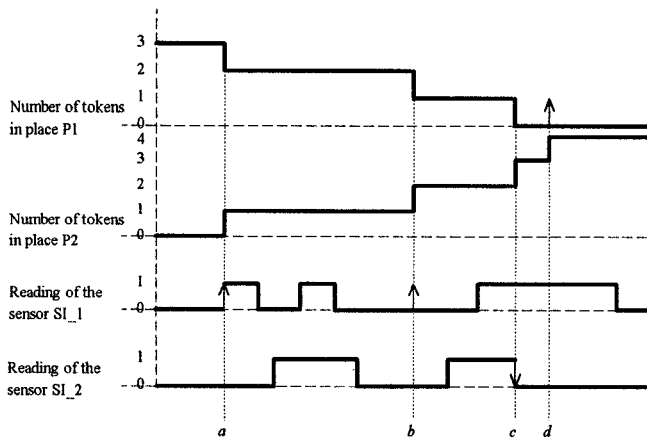 3
2
1
Number of tokens
in place P1
0
4
3
2
1
Number of tokens
in place P2
0
Reading of the
sensor SI_1
1
0
Reading of the
sensor SI_2
1
0
a
b
c
d